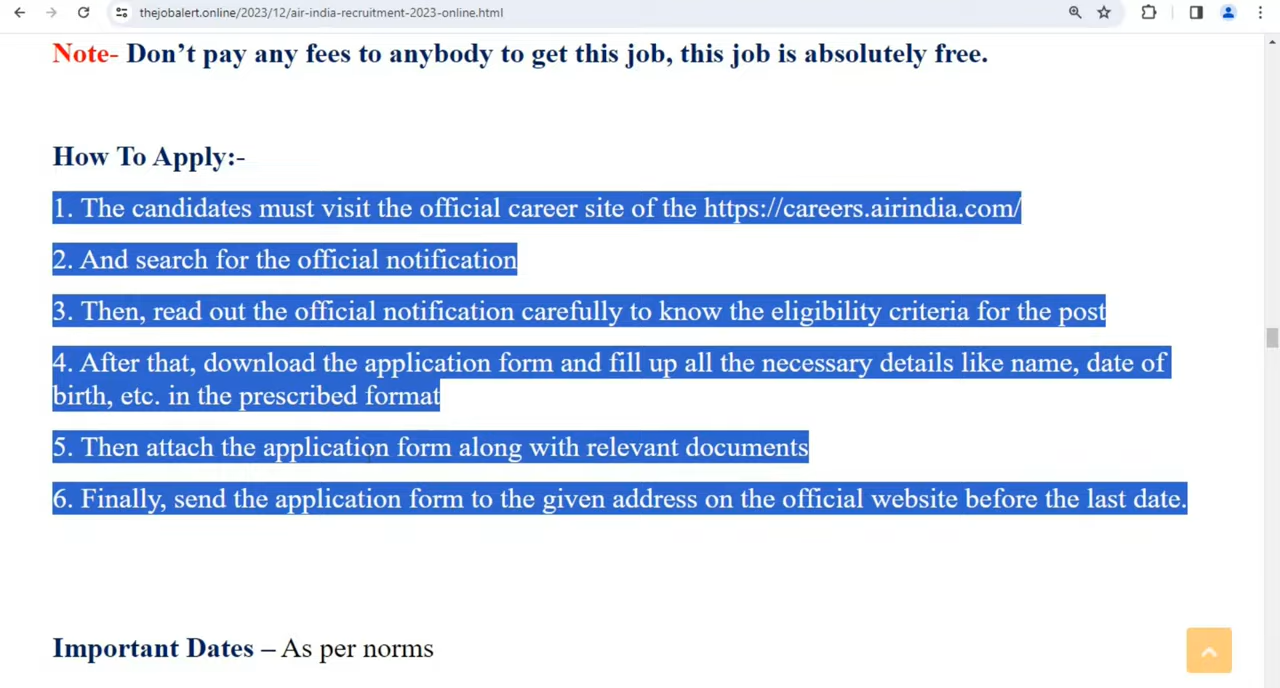 thejobalert.online/2023/12/air-india-recruitment-2023-online.html
Note- Don’t pay any fees to anybody to get this job, this job is absolutely free.
How To Apply:-
1. The candidates must visit the official career site of the https://careers.airindia.com/
2. And search for the official notification
3. Then, read out the official notification carefully to know the eligibility criteria for the post
4. After that, download the application form and fill up all the necessary details like name, date of
birth, etc. in the prescribed format
5. Then attach the application form along with relevant documents
6. Finally, send the application form to the given address on the official website before the last date.
Important Dates – As per norms